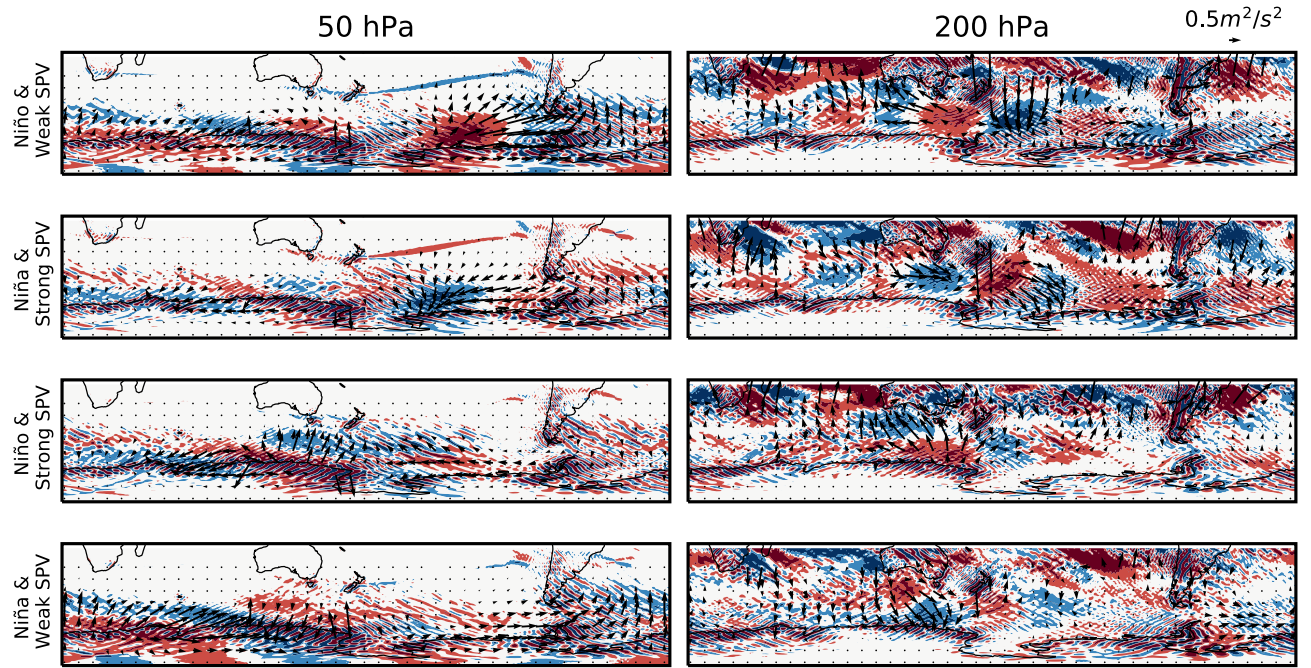 50 hPa
200 hPa
0.5m²/s²
Niño &
Weak SPV
Niña &
Strong SPV
Niño &
Strong SPV
Niña &
Weak SPV